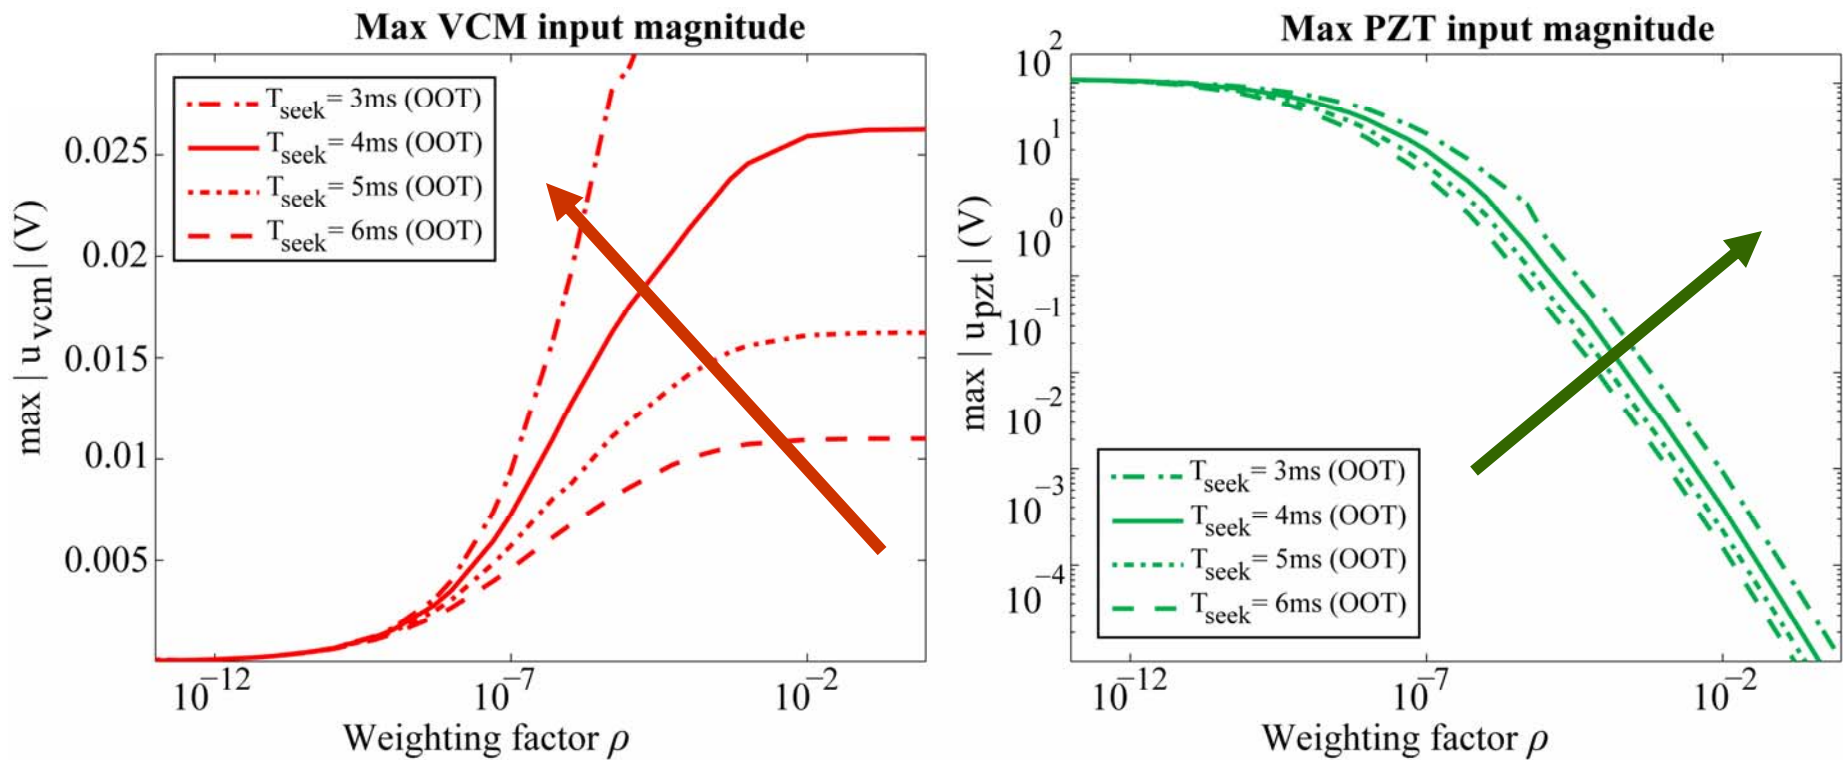 Max VCM input magnitude
T_seek = 3ms (OOT)
T_seek = 4ms (OOT)
T_seek = 5ms (OOT)
T_seek = 6ms (OOT)
max | u_vcm | (V)
0.025
0.02
0.015
0.01
0.005
10^−12
10^−7
10^−2
Weighting factor ρ
Max PZT input magnitude
max | u_pzt | (V)
10^2
10^1
10^0
10^−1
10^−2
10^−3
10^−4
T_seek = 3ms (OOT)
T_seek = 4ms (OOT)
T_seek = 5ms (OOT)
T_seek = 6ms (OOT)
10^−12
10^−7
10^−2
Weighting factor ρ